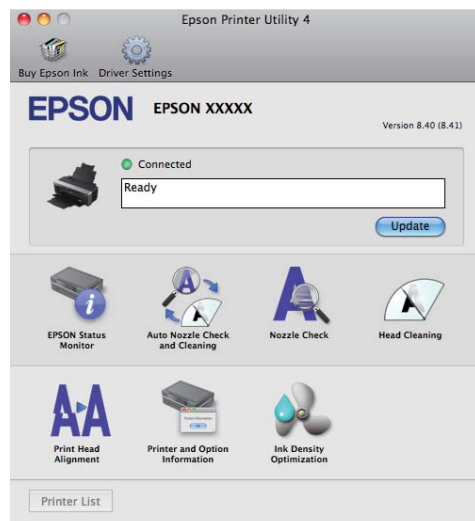 Epson Printer Utility 4
Buy Epson Ink Driver Settings
EPSON EPSON XXXXX
Version 8.40 (8.41)
Connected
Ready
Update
EPSON Status
Monitor
Auto Nozzle Check
and Cleaning
Nozzle Check
Head Cleaning
Print Head
Alignment
Printer and Option
Information
Ink Density
Optimization
Printer List